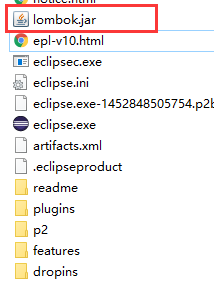 notice.html
lombok.jar
epl-v10.html
eclipsec.exe
eclipse.ini
eclipse.exe-1452848505754.p2b
eclipse.exe
artifacts.xml
.eclipseproduct
readme
plugins
p2
features
dropins